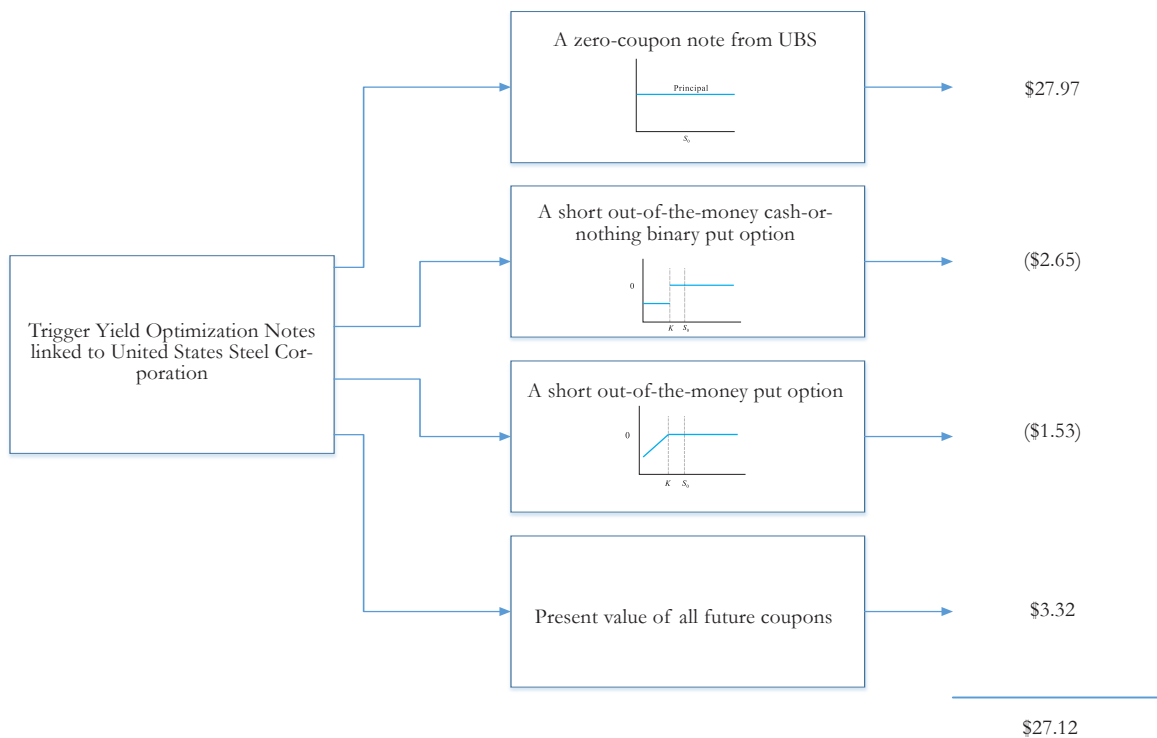 A zero-coupon note from UBS
Principal
S0
$27.97
A short out-of-the-money cash-or-
nothing binary put option
0
K S0
($2.65)
Trigger Yield Optimization Notes
linked to United States Steel Cor-
poration
A short out-of-the-money put option
0
K S0
($1.53)
Present value of all future coupons
$3.32
$27.12